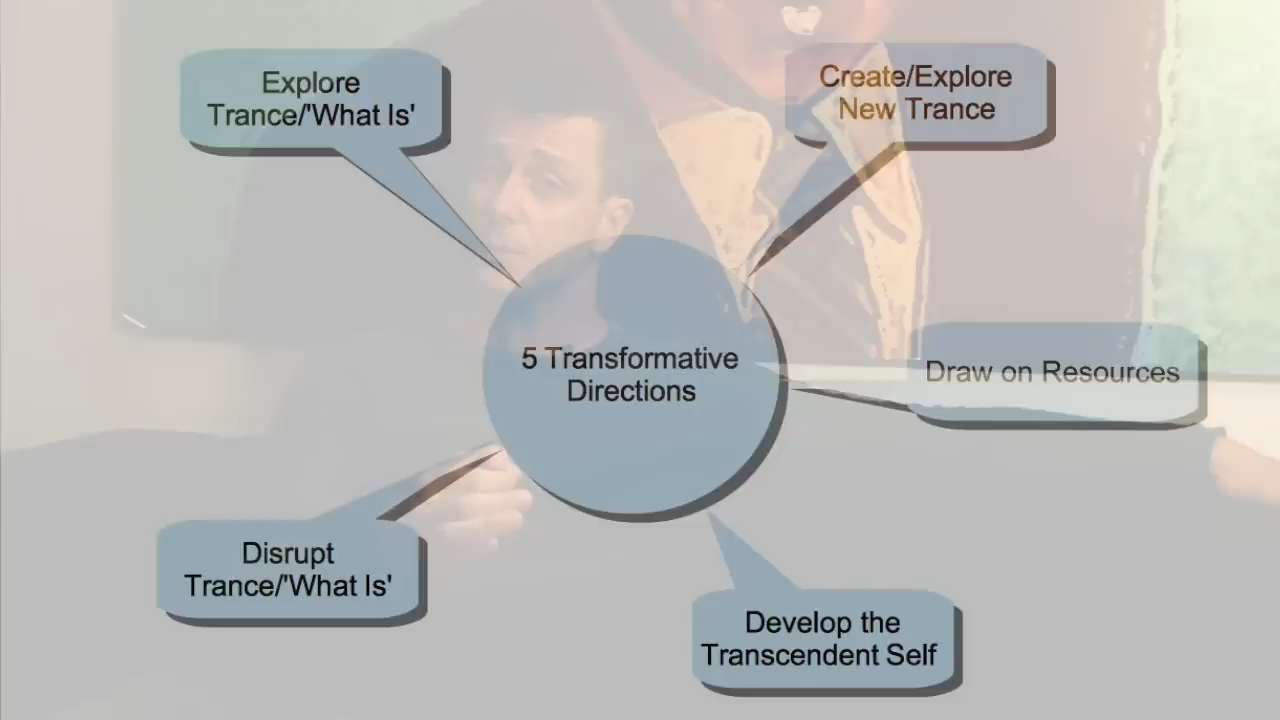 Explore
Trance/'What Is'
Create/Explore
New Trance
5 Transformative
Directions
Draw on Resources
Disrupt
Trance/'What Is'
Develop the
Transcendent Self